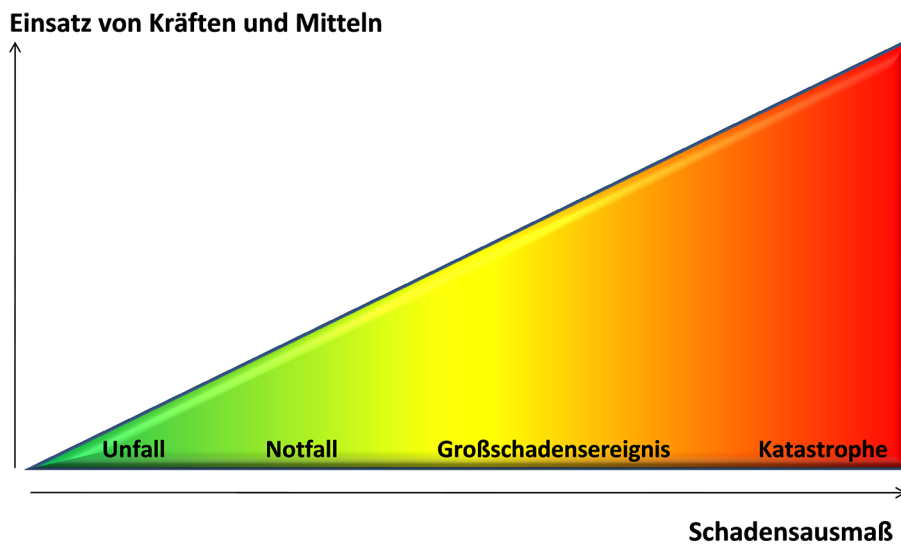 Einsatz von Kräften und Mitteln
Unfall Notfall Großschadensereignis Katastrophe
Schadensausmaß